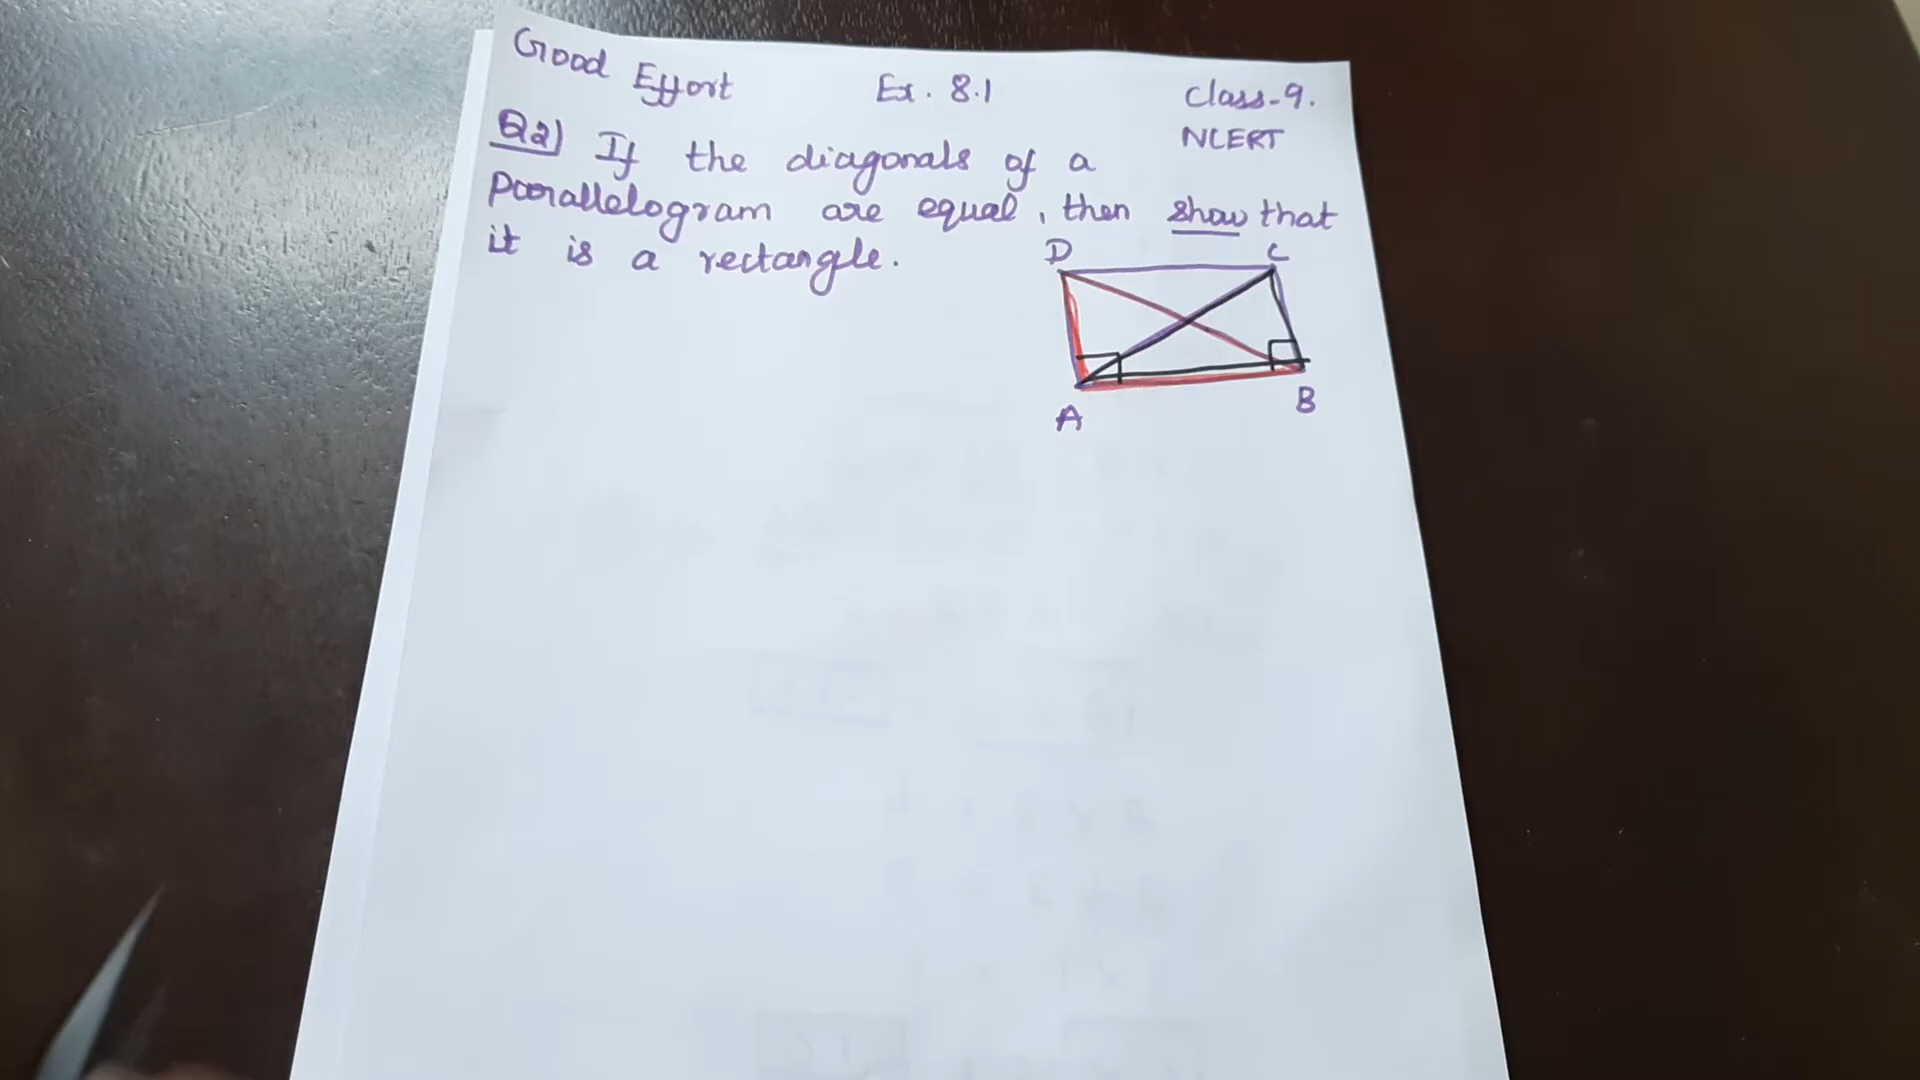 Good Effort Ex. 8.1 Class-9.
NCERT
Q2) If the diagonals of a
parallelogram are equal, then show that
it is a rectangle.
D C
A B